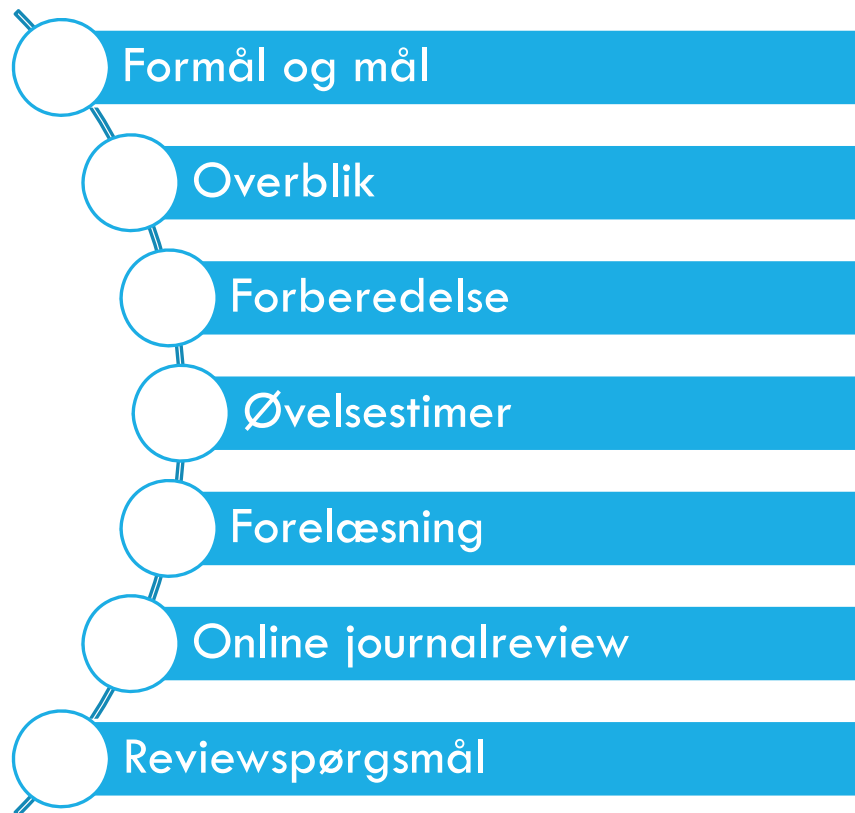 Formål og mål
Overblik
Forberedelse
Øvelsestimer
Forelæsning
Online journalreview
Reviewspørgsmål